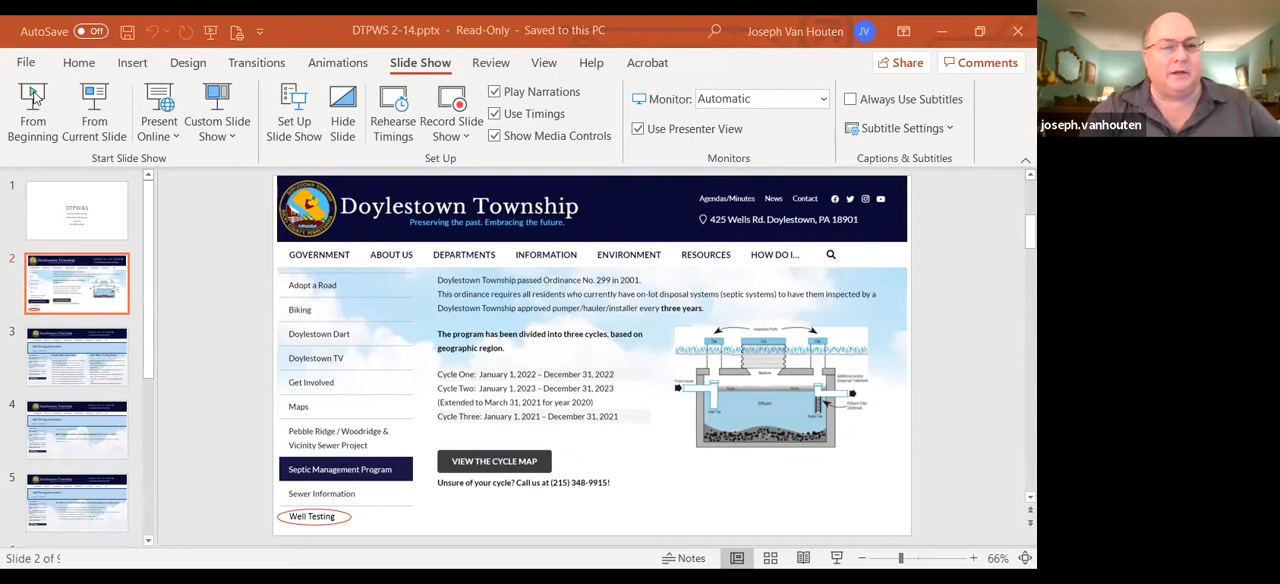 AutoSave Off DTPWS 2-14.pptx - Read-Only - Saved to this PC Joseph Van Houten JV
File Home Insert Design Transitions Animations Slide Show Review View Help Acrobat Share Comments
From Beginning
From Current Slide
Present Online
Custom Slide Show
Start Slide Show
Set Up Slide Show
Hide Slide
Rehearse Timings
Record Slide Show
Play Narrations
Use Timings
Show Media Controls
Set Up
Monitor: Automatic
Use Presenter View
Monitors
Always Use Subtitles
Subtitle Settings
Captions & Subtitles
joseph.vanhouten
1
DTPW&S
2
3
4
5
Doylestown Township
Preserving the past. Embracing the future.
Agendas/Minutes News Contact
425 Wells Rd. Doylestown, PA 18901
GOVERNMENT ABOUT US DEPARTMENTS INFORMATION ENVIRONMENT RESOURCES HOW DO I...
Adopt a Road
Biking
Doylestown Dart
Doylestown TV
Get Involved
Maps
Pebble Ridge / Woodridge &
Vicinity Sewer Project
Septic Management Program
Sewer Information
Well Testing
Doylestown Township passed Ordinance No. 299 in 2001.
This ordinance requires all residents who currently have on-lot disposal systems (septic systems) to have them inspected by a
Doylestown Township approved pumper/hauler/installer every three years.
The program has been divided into three cycles, based on
geographic region.
Cycle One: January 1, 2022 – December 31, 2022
Cycle Two: January 1, 2023 – December 31, 2023
(Extended to March 31, 2021 for year 2020)
Cycle Three: January 1, 2021 – December 31, 2021
VIEW THE CYCLE MAP
Unsure of your cycle? Call us at (215) 348-9915!
Inspection Ports
Manhole
Effluent
Slide 2 of 9
Notes
66%